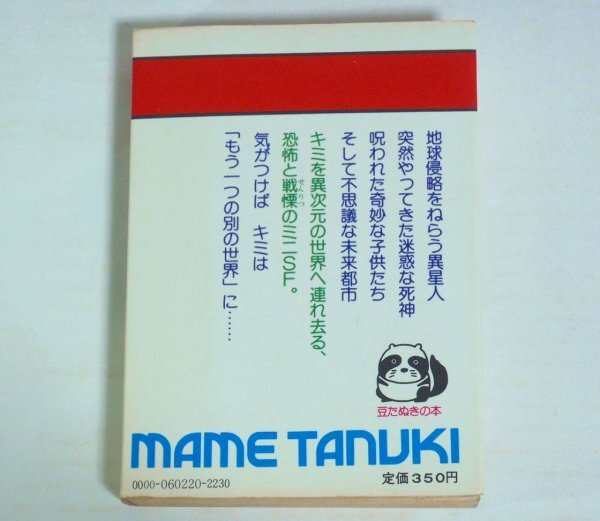 地球侵略をねらう異星人
突然やってきた迷惑な死神
呪われた奇妙な子供たち
そして不思議な未来都市
キミを異次元の世界へ連れ去る、
恐怖と戦慄のミニSF。
せんりつ
気がつけば キミは
「もう一つの別の世界」に……
豆たぬきの本
MAME TANUKI
0000-060220-2230
定価350円